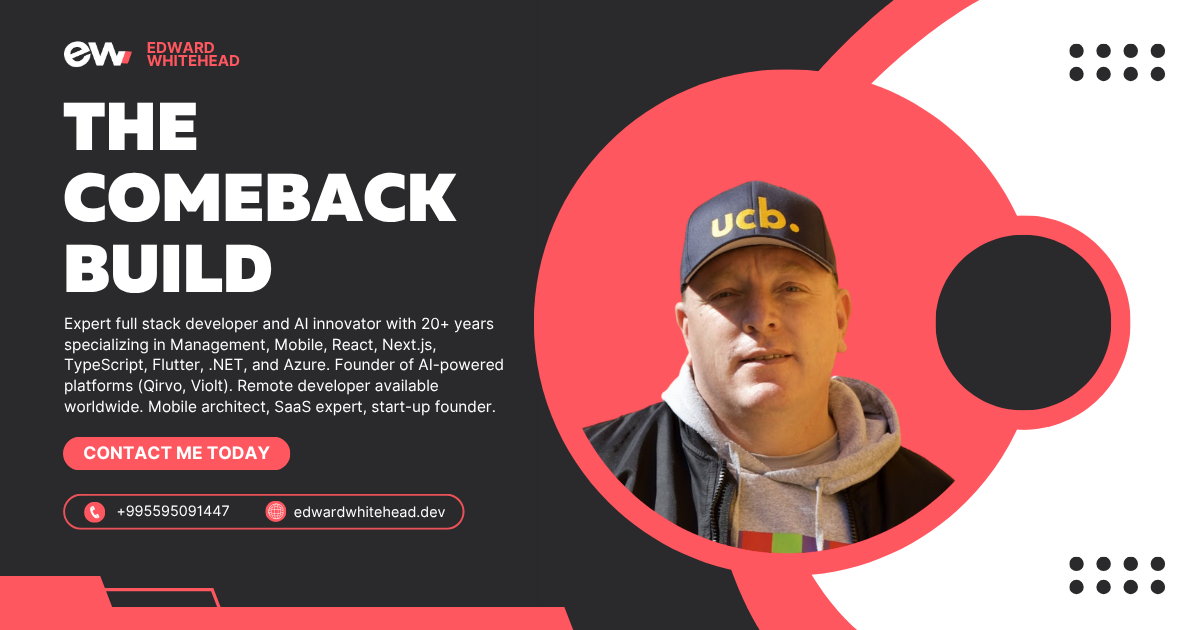 ew
EDWARD
WHITEHEAD
THE
COMEBACK
BUILD
Expert full stack developer and AI innovator with 20+ years
specializing in Management, Mobile, React, Next.js,
TypeScript, Flutter, .NET, and Azure. Founder of AI-powered
platforms (Qirvo, Violt). Remote developer available
worldwide. Mobile architect, SaaS expert, start-up founder.
CONTACT ME TODAY
+995595091447 edwardwhitehead.dev
ucb.